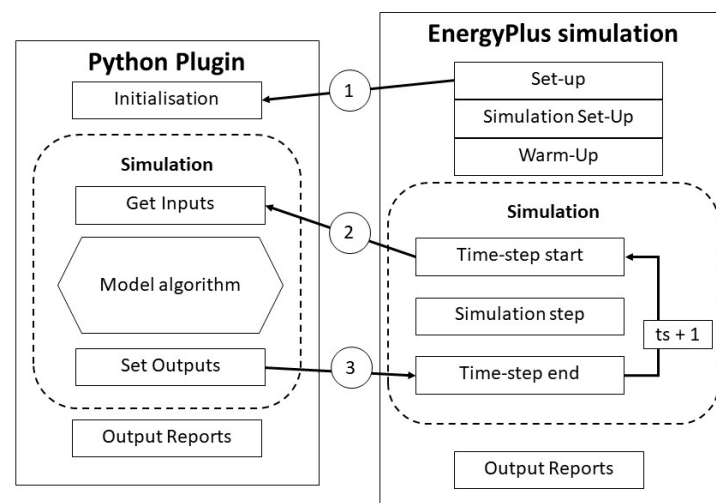 Python Plugin
Initialisation
Simulation
Get Inputs
Model algorithm
Set Outputs
Output Reports
1
2
3
EnergyPlus simulation
Set-up
Simulation Set-Up
Warm-Up
Simulation
Time-step start
Simulation step
ts + 1
Time-step end
Output Reports